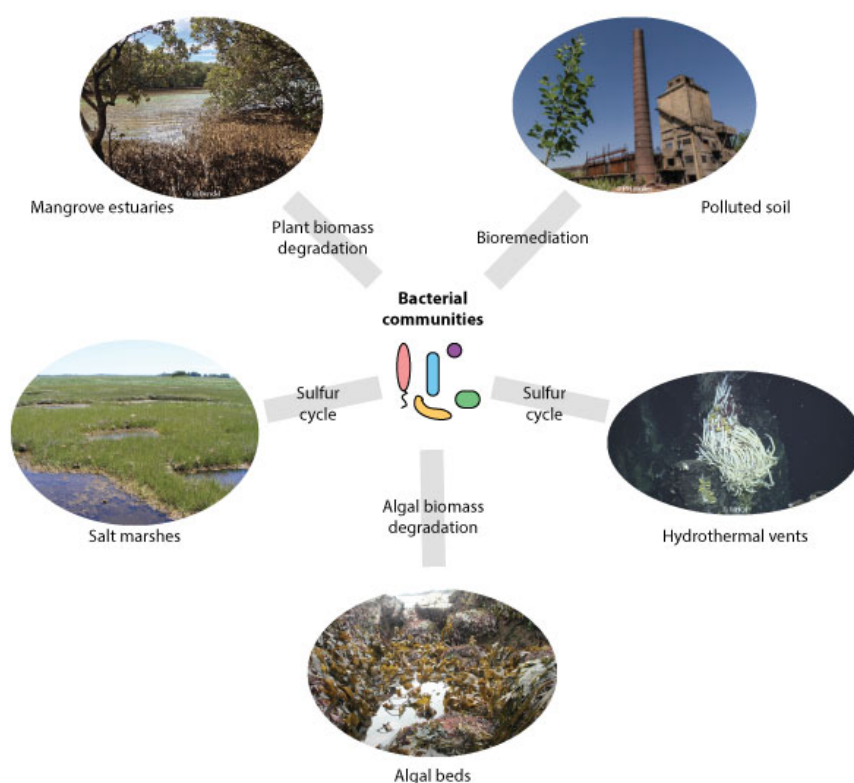 Mangrove estuaries
Polluted soil
Plant biomass
degradation
Bioremediation
Bacterial
communities
Sulfur
cycle
Sulfur
cycle
Salt marshes
Algal biomass
degradation
Hydrothermal vents
Algal beds